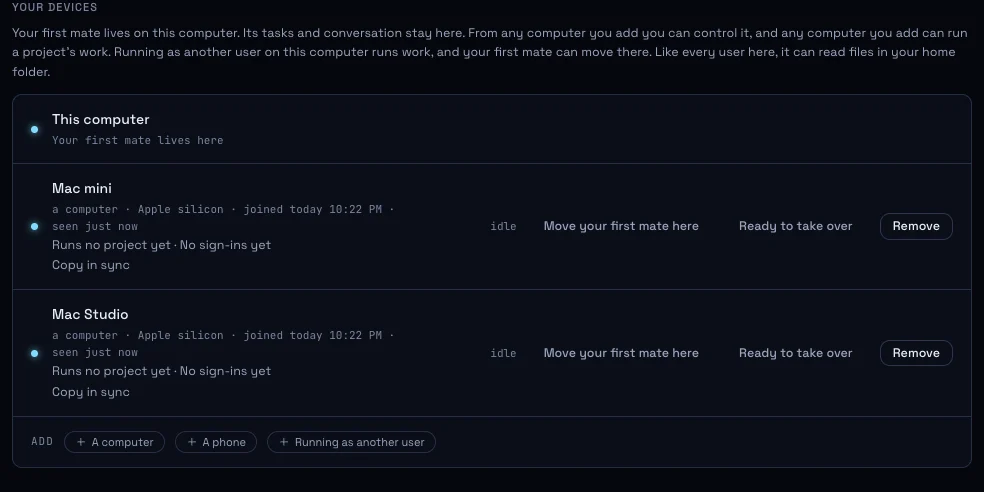 YOUR DEVICES
Your first mate lives on this computer. Its tasks and conversation stay here. From any computer you add you can control it, and any computer you add can run
a project's work. Running as another user on this computer runs work, and your first mate can move there. Like every user here, it can read files in your home
folder.
This computer
Your first mate lives here
Mac mini
a computer · Apple silicon · joined today 10:22 PM ·
seen just now
Runs no project yet · No sign-ins yet
Copy in sync
idle
Move your first mate here
Ready to take over
Remove
Mac Studio
a computer · Apple silicon · joined today 10:22 PM ·
seen just now
Runs no project yet · No sign-ins yet
Copy in sync
idle
Move your first mate here
Ready to take over
Remove
ADD
+ A computer
+ A phone
+ Running as another user